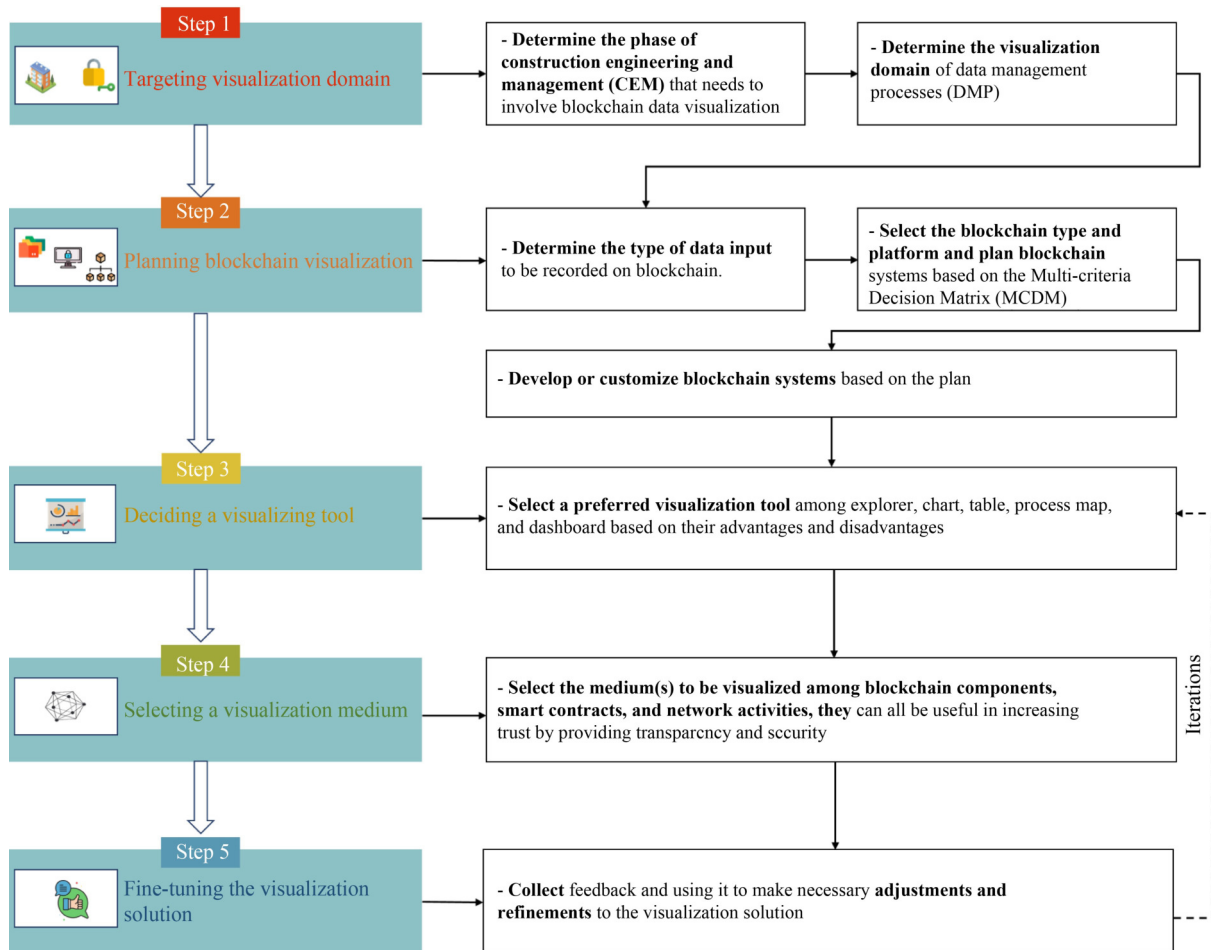 Step 1
Targeting visualization domain
- Determine the phase of
construction engineering and
management (CEM) that needs to
involve blockchain data visualization
- Determine the visualization
domain of data management
processes (DMP)
Step 2
Planning blockchain visualization
- Determine the type of data input
to be recorded on blockchain.
- Select the blockchain type and
platform and plan blockchain
systems based on the Multi-criteria
Decision Matrix (MCDM)
- Develop or customize blockchain systems based on the plan
Step 3
Deciding a visualizing tool
- Select a preferred visualization tool among explorer, chart, table, process map,
and dashboard based on their advantages and disadvantages
Step 4
Selecting a visualization medium
- Select the medium(s) to be visualized among blockchain components,
smart contracts, and network activities, they can all be useful in increasing
trust by providing transparcncy and sccurity
Iterations
Step 5
Fine-tuning the visualization
solution
- Collect feedback and using it to make necessary adjustments and
refinements to the visualization solution